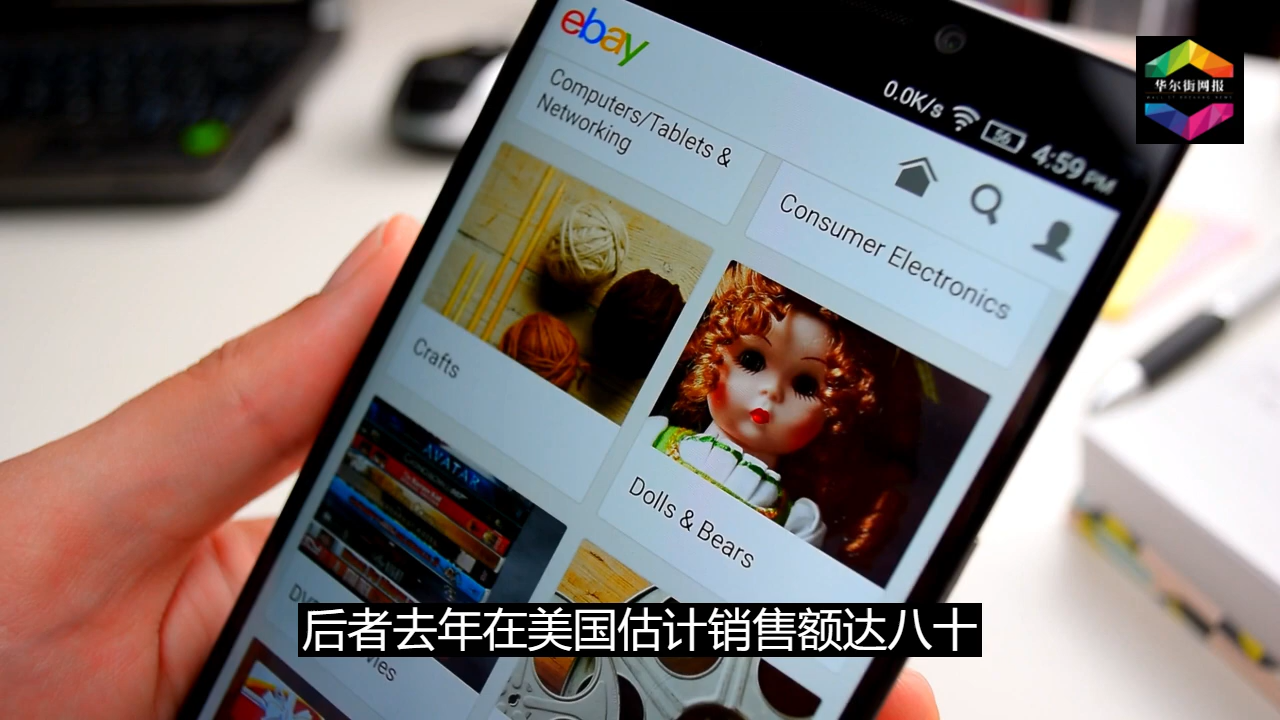 ebay
0.0K/s 56 4:59 PM
华尔街网报
Computers/Tablets &
Networking
Consumer Electronics
Crafts
AVATAR
Dolls & Bears
后者去年在美国估计销售额达八十